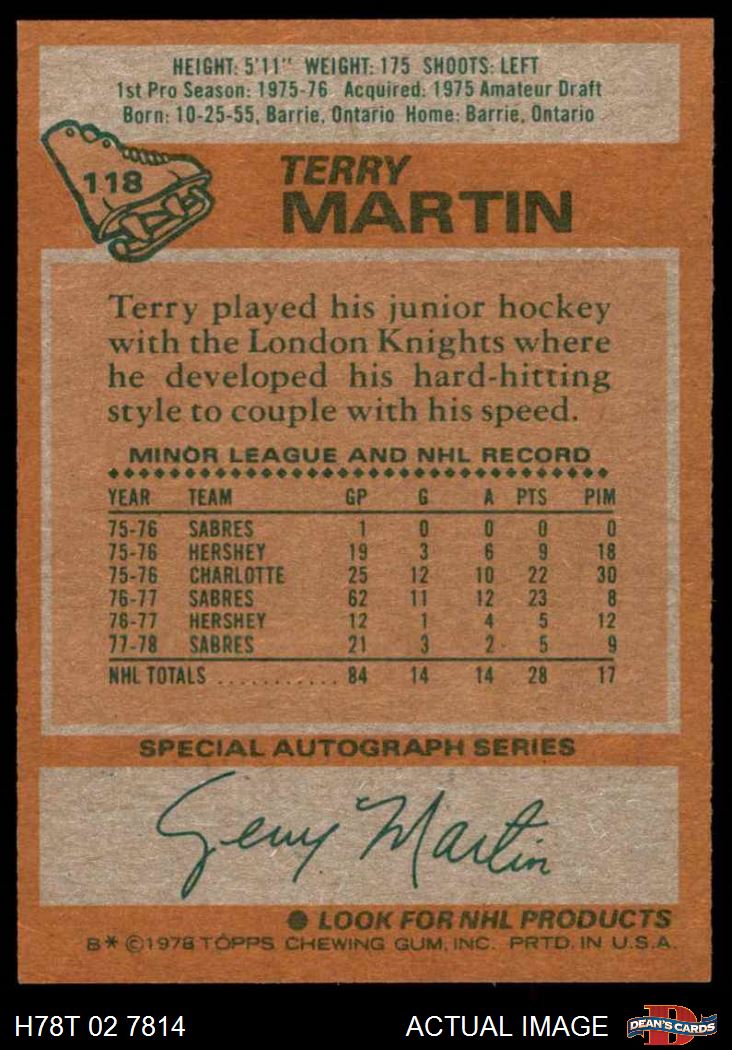 HEIGHT: 5'11" WEIGHT: 175 SHOOTS: LEFT
1st Pro Season: 1975-76 Acquired: 1975 Amateur Draft
Born: 10-25-55, Barrie, Ontario Home: Barrie, Ontario
118
TERRY
MARTIN
Terry played his junior hockey
with the London Knights where
he developed his hard-hitting
style to couple with his speed.
MINOR LEAGUE AND NHL RECORD
YEAR TEAM GP G A PTS PIM
75-76 SABRES 1 0 0 0 0
75-76 HERSHEY 19 3 6 9 18
75-76 CHARLOTTE 25 12 10 22 30
76-77 SABRES 62 11 12 23 8
76-77 HERSHEY 12 1 4 5 12
77-78 SABRES 21 3 2 5 9
NHL TOTALS ........... 84 14 14 28 17
SPECIAL AUTOGRAPH SERIES
Terry Martin
● LOOK FOR NHL PRODUCTS
B* ©1978 TOPPS CHEWING GUM, INC. PRTD. IN U.S.A.
H78T 02 7814 ACTUAL IMAGE DEAN'S CARDS